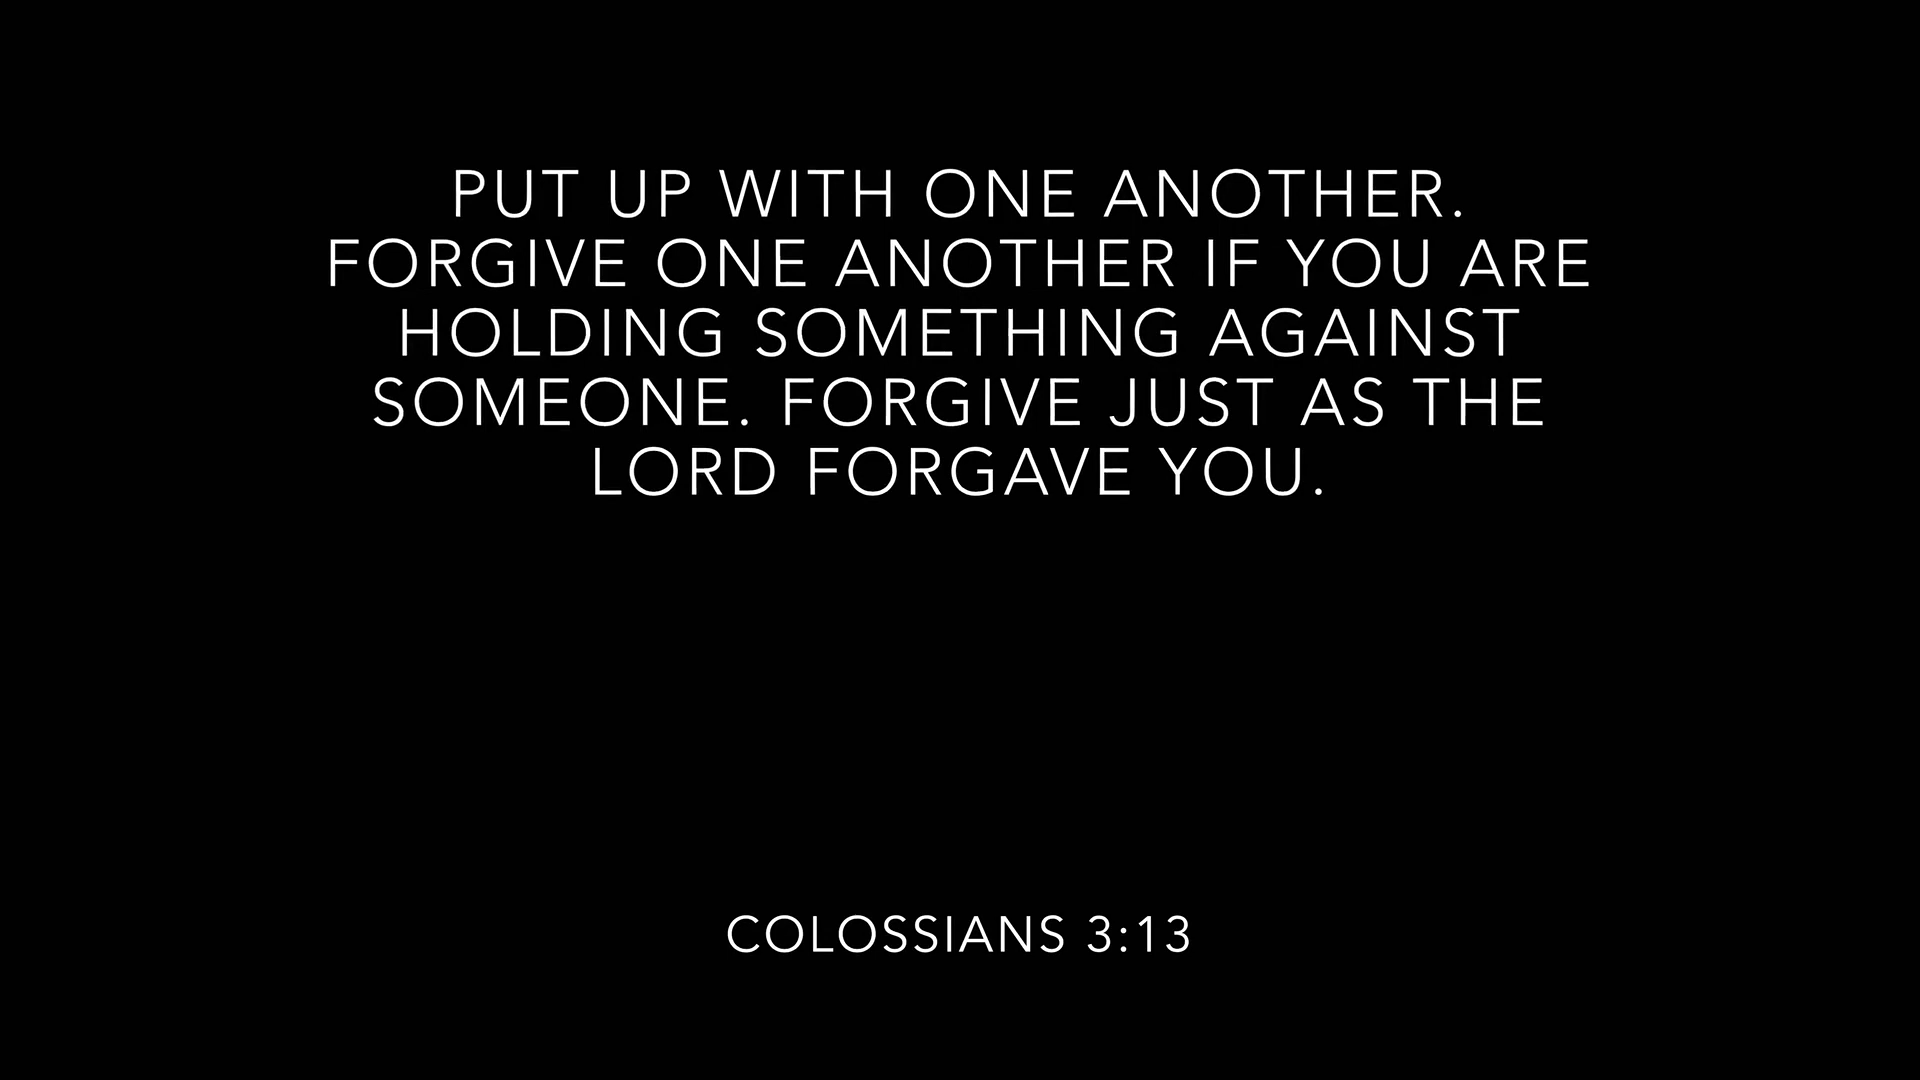 PUT UP WITH ONE ANOTHER.
FORGIVE ONE ANOTHER IF YOU ARE
HOLDING SOMETHING AGAINST
SOMEONE. FORGIVE JUST AS THE
LORD FORGAVE YOU.
COLOSSIANS 3:13